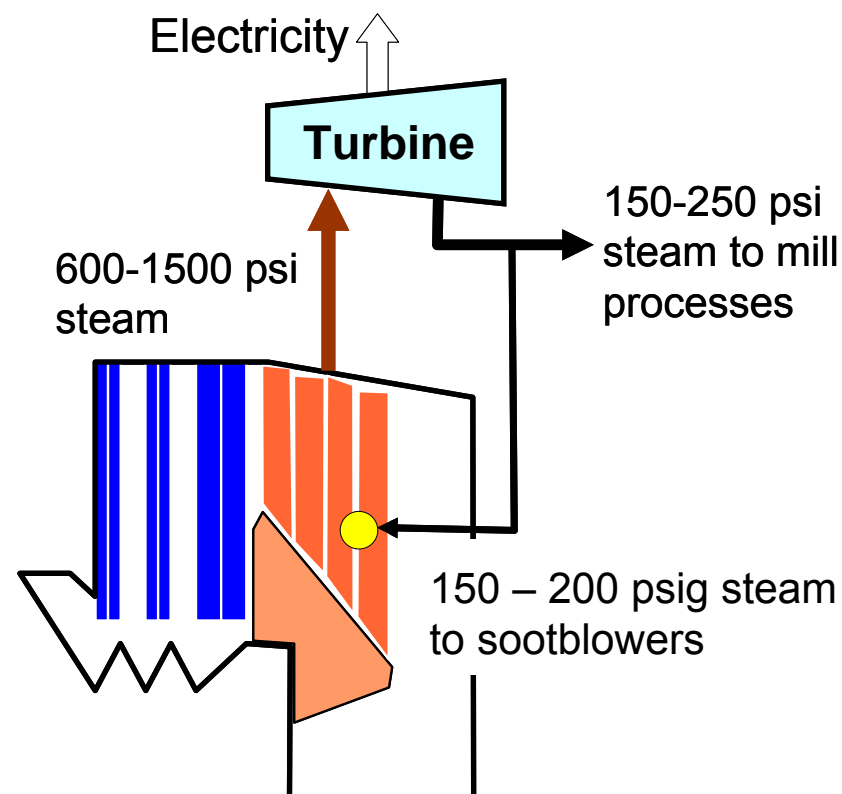 Electricity
Turbine
150-250 psi
steam to mill
processes
600-1500 psi
steam
150 – 200 psig steam
to sootblowers